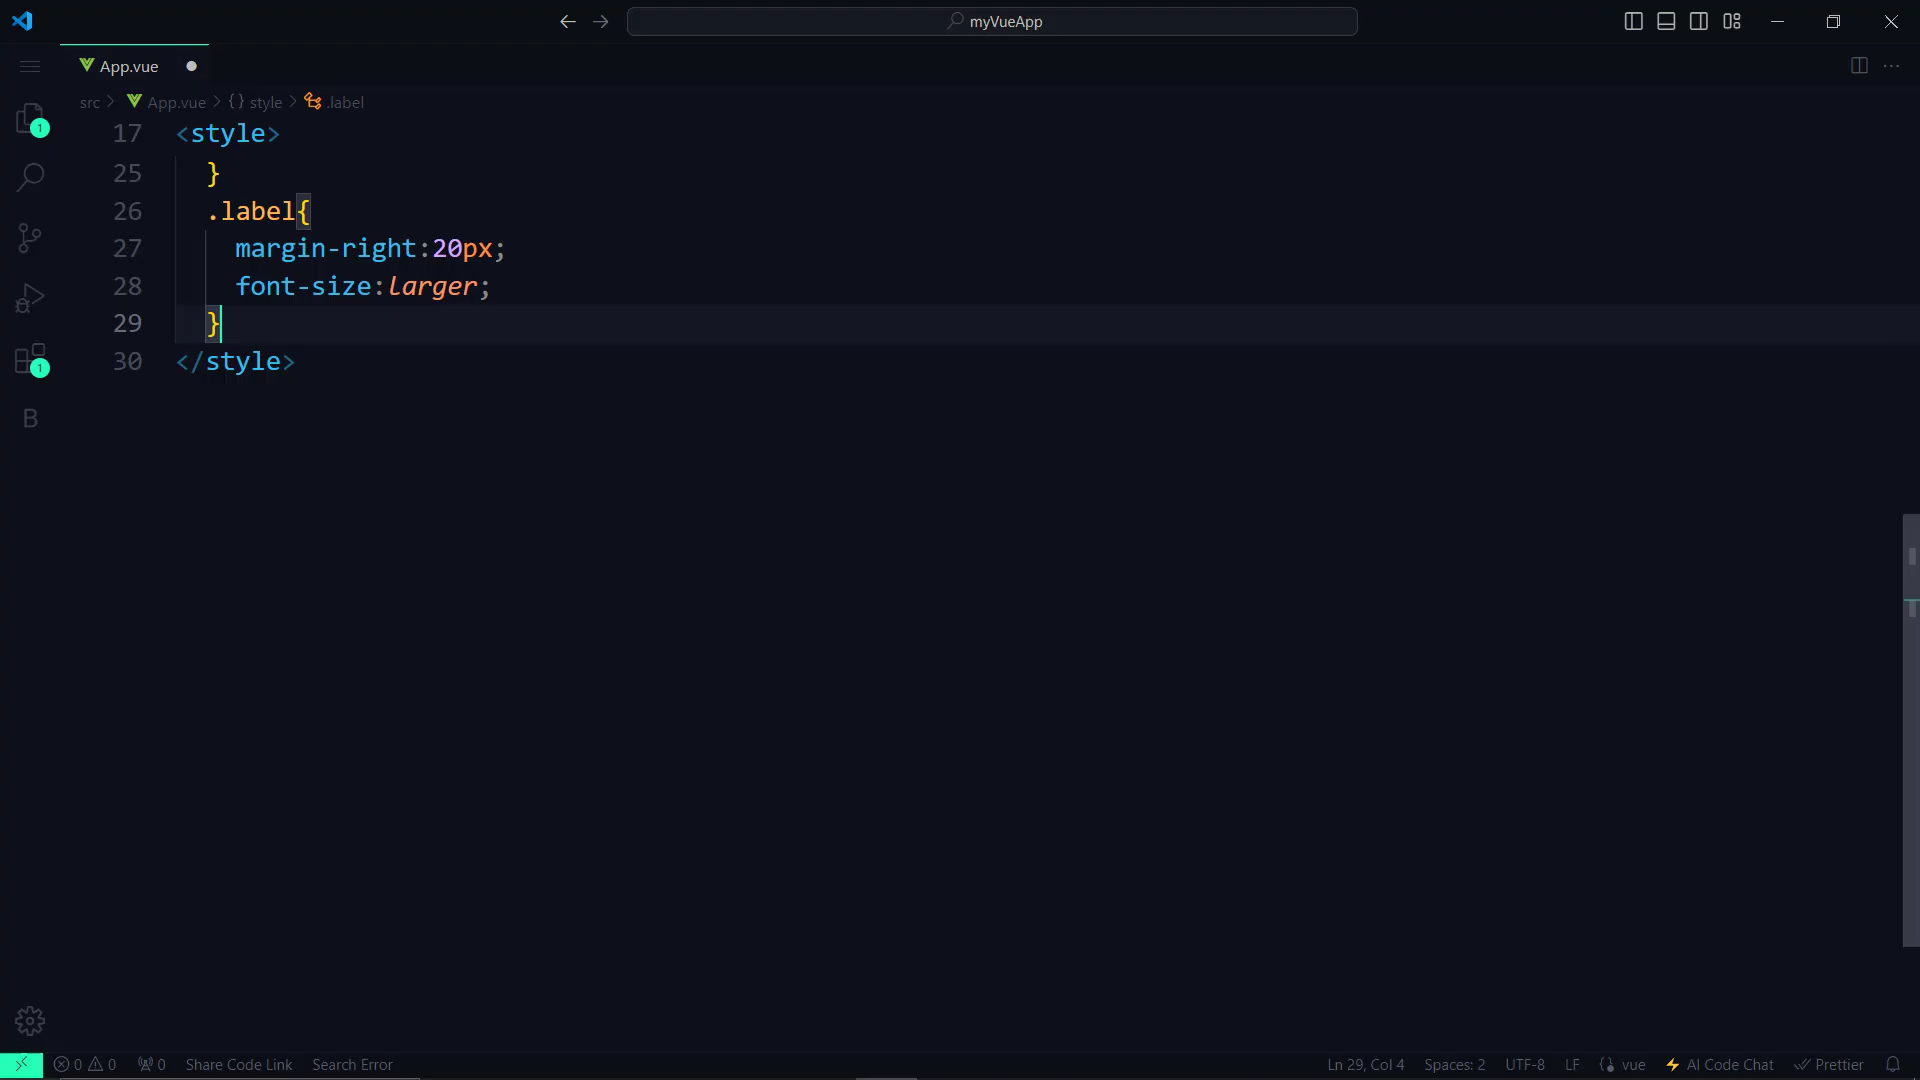 myVueApp
App.vue
src > App.vue > {} style > .label
17 <style>
25 }
26 .label{
27 margin-right:20px;
28 font-size:larger;
29 }
30 </style>
1
1
B
0 0 0 Share Code Link Search Error
Ln 29, Col 4 Spaces: 2 UTF-8 LF vue AI Code Chat Prettier